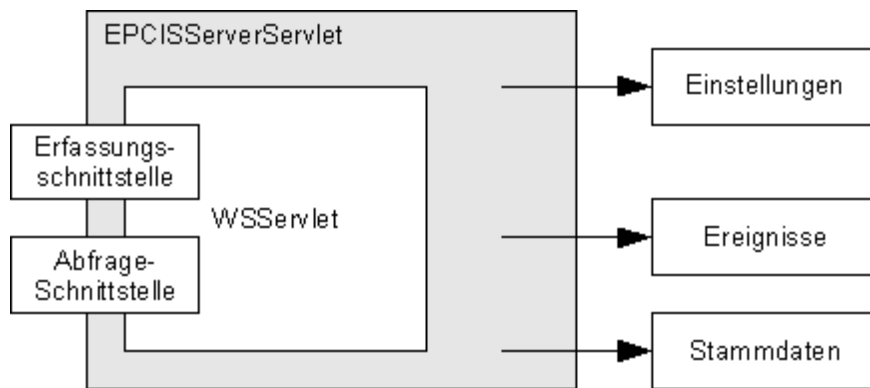 EPCISServerServlet
Erfassungs-
schnittstelle
WSServlet
Abfrage-
Schnittstelle
Einstellungen
Ereignisse
Stammdaten